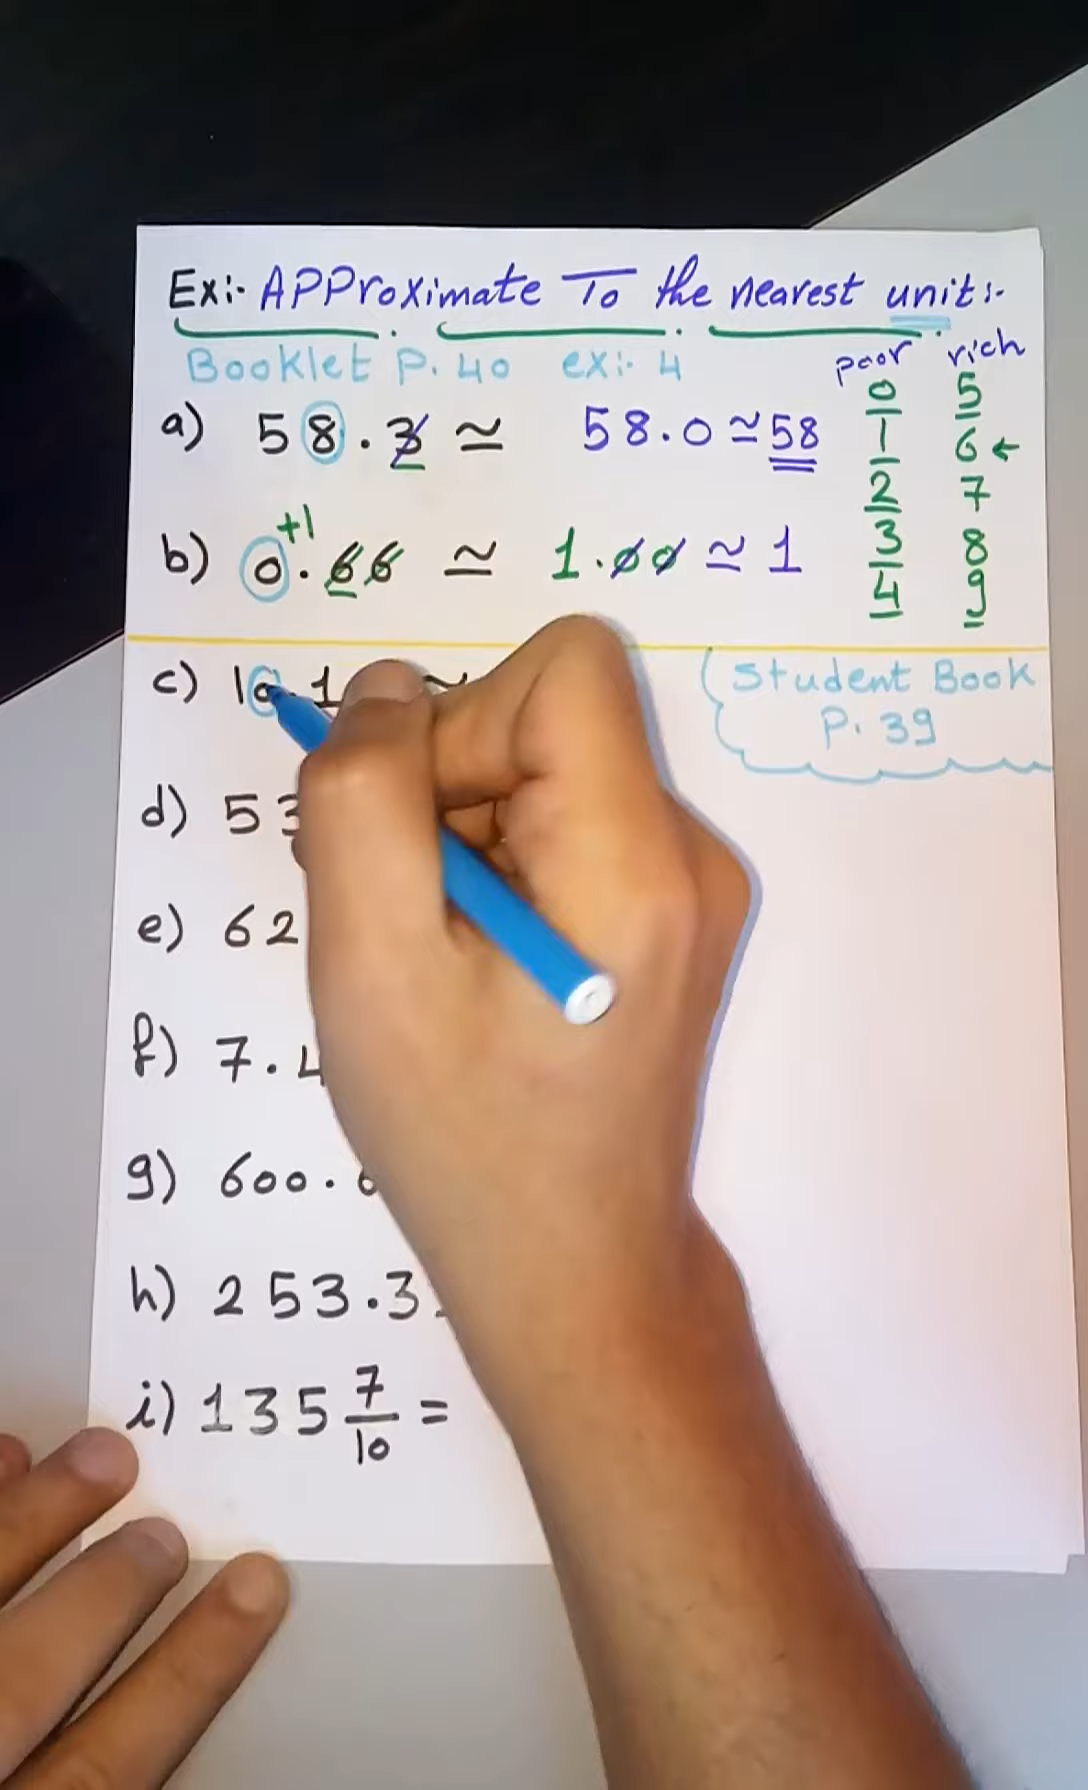 Ex:- APProximate To the nearest unit:-
Booklet P. 40 ex:- 4
poor rich
0 5
1 6 ←
2 7
3 8
4 9
a) 58.3 ≃ 58.0 ≃ 58
+1
b) 0.66 ≃ 1.00 ≃ 1
c) 10.1
Student Book
P. 39
d) 53
e) 62
f) 7.4
g) 600.
h) 253.3
i) 135 7/10 =